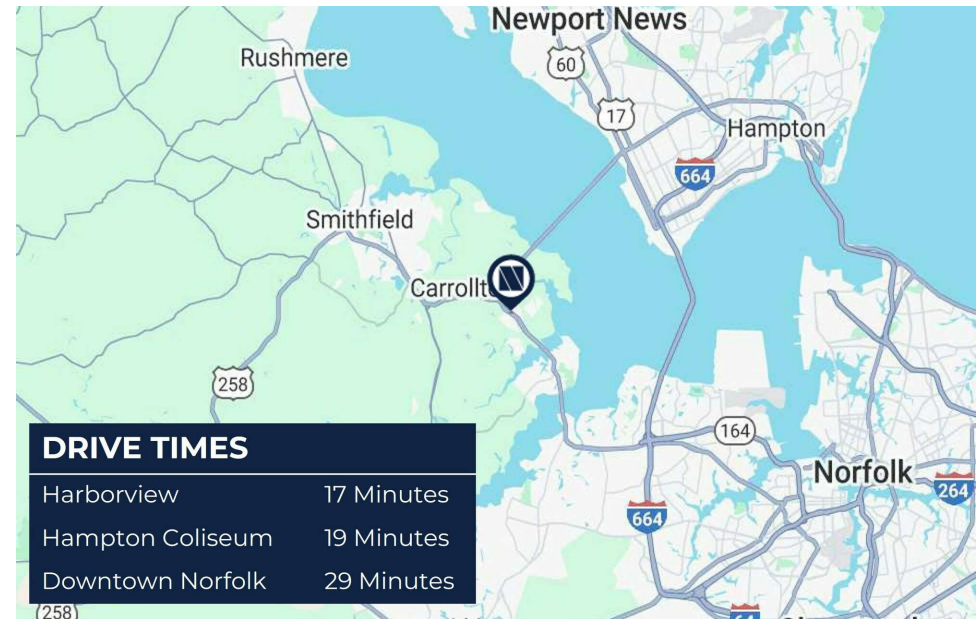 Newport News
Rushmere
60
17
Hampton
664
Smithfield
Carrollt
258
164
Norfolk
264
664
DRIVE TIMES
Harborview 17 Minutes
Hampton Coliseum 19 Minutes
Downtown Norfolk 29 Minutes
258
64